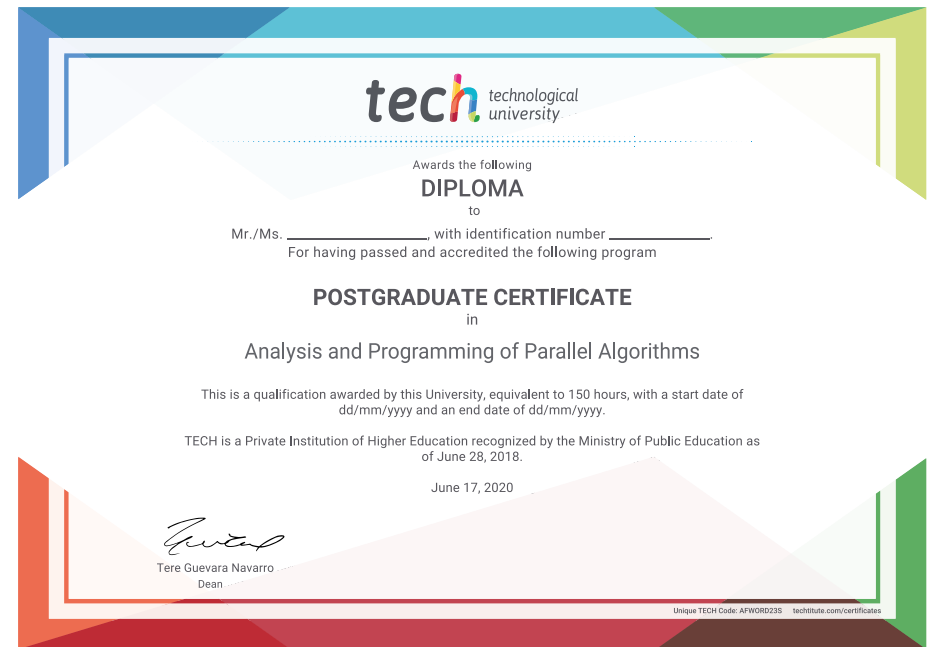 tech technological
university
Awards the following
DIPLOMA
to
Mr./Ms. ____________________, with identification number ______________.
For having passed and accredited the following program
POSTGRADUATE CERTIFICATE
in
Analysis and Programming of Parallel Algorithms
This is a qualification awarded by this University, equivalent to 150 hours, with a start date of
dd/mm/yyyy and an end date of dd/mm/yyyy.
TECH is a Private Institution of Higher Education recognized by the Ministry of Public Education as
of June 28, 2018.
June 17, 2020
Tere Guevara Navarro
Dean
Unique TECH Code: AFWORD23S techtitute.com/certificates